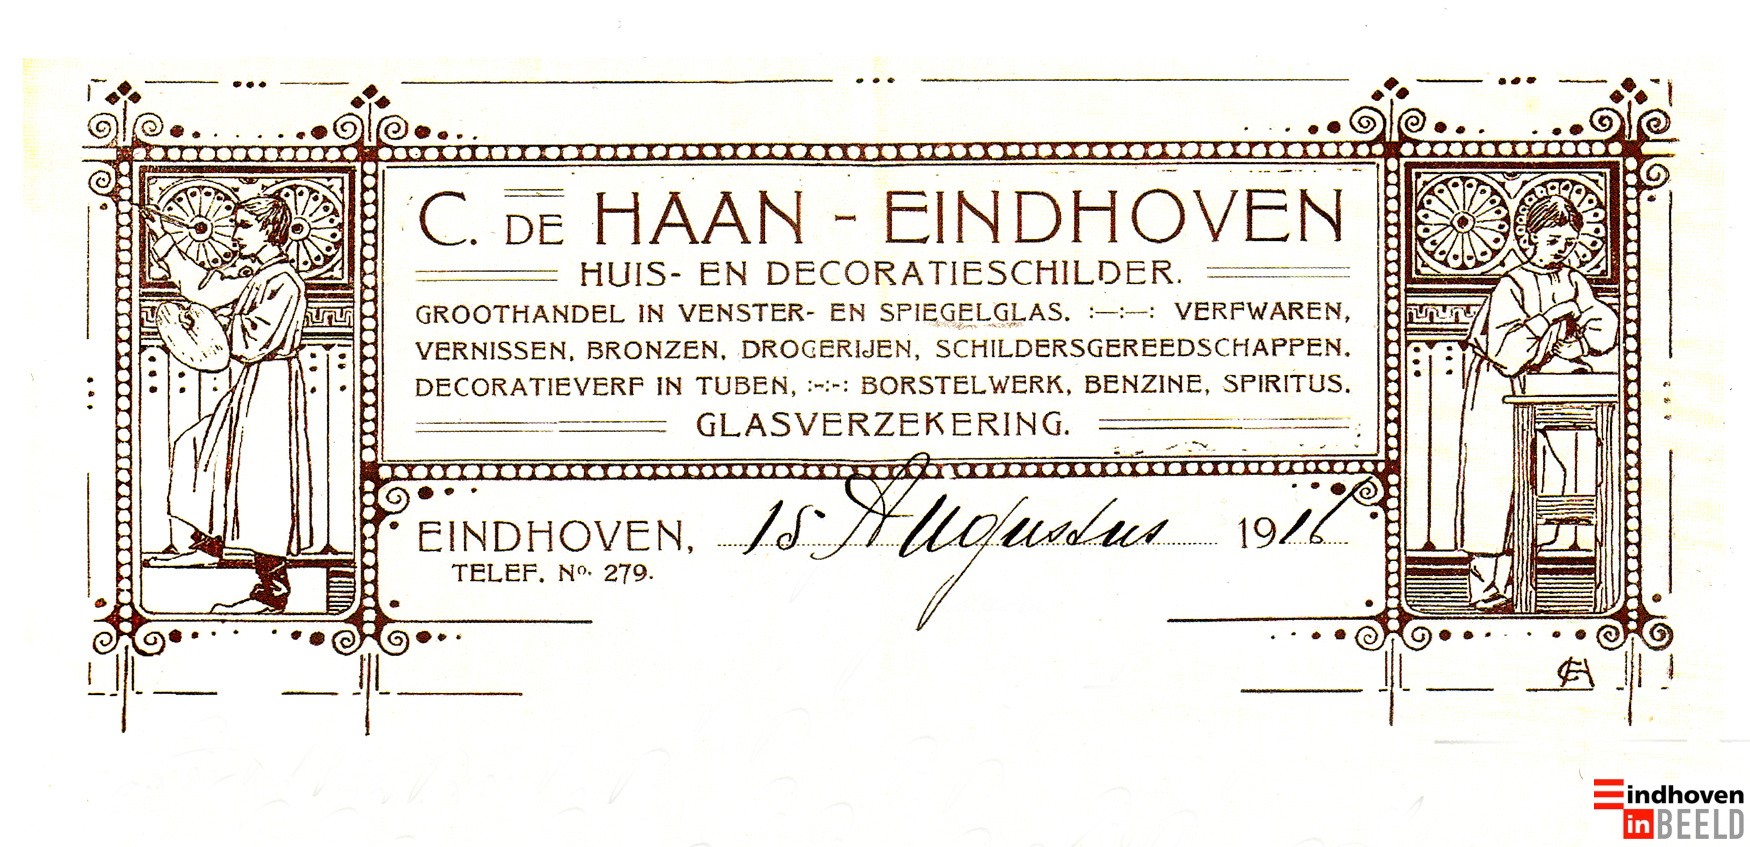 C. DE HAAN - EINDHOVEN
HUIS- EN DECORATIESCHILDER.
GROOTHANDEL IN VENSTER- EN SPIEGELGLAS. :—:—: VERFWAREN,
VERNISSEN, BRONZEN, DROGERIJEN, SCHILDERSGEREEDSCHAPPEN.
DECORATIEVERF IN TUBEN, :-:-: BORSTELWERK, BENZINE, SPIRITUS.
GLASVERZEKERING.
EINDHOVEN, 15 Augustus 1916
TELEF. No. 279.
Eindhoven
in BEELD